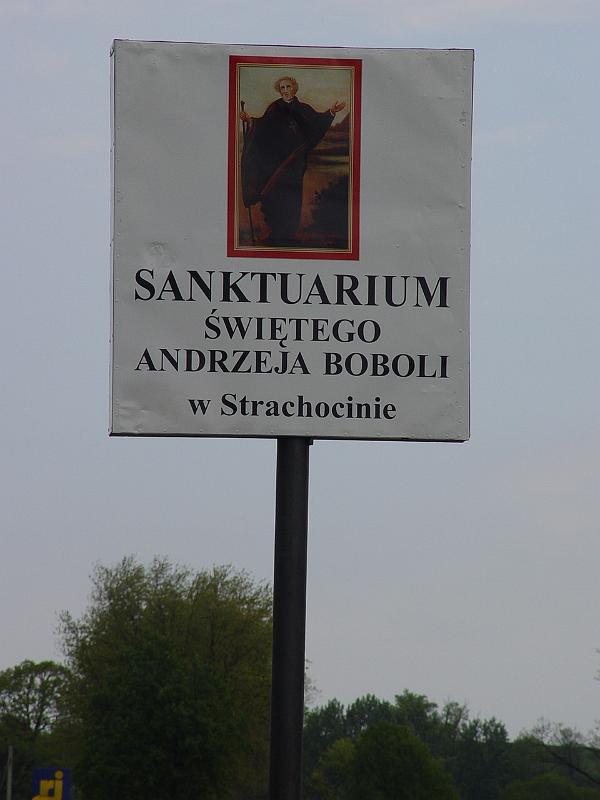 SANKTUARIUM
ŚWIĘTEGO
ANDRZEJA BOBOLI
w Strachocinie